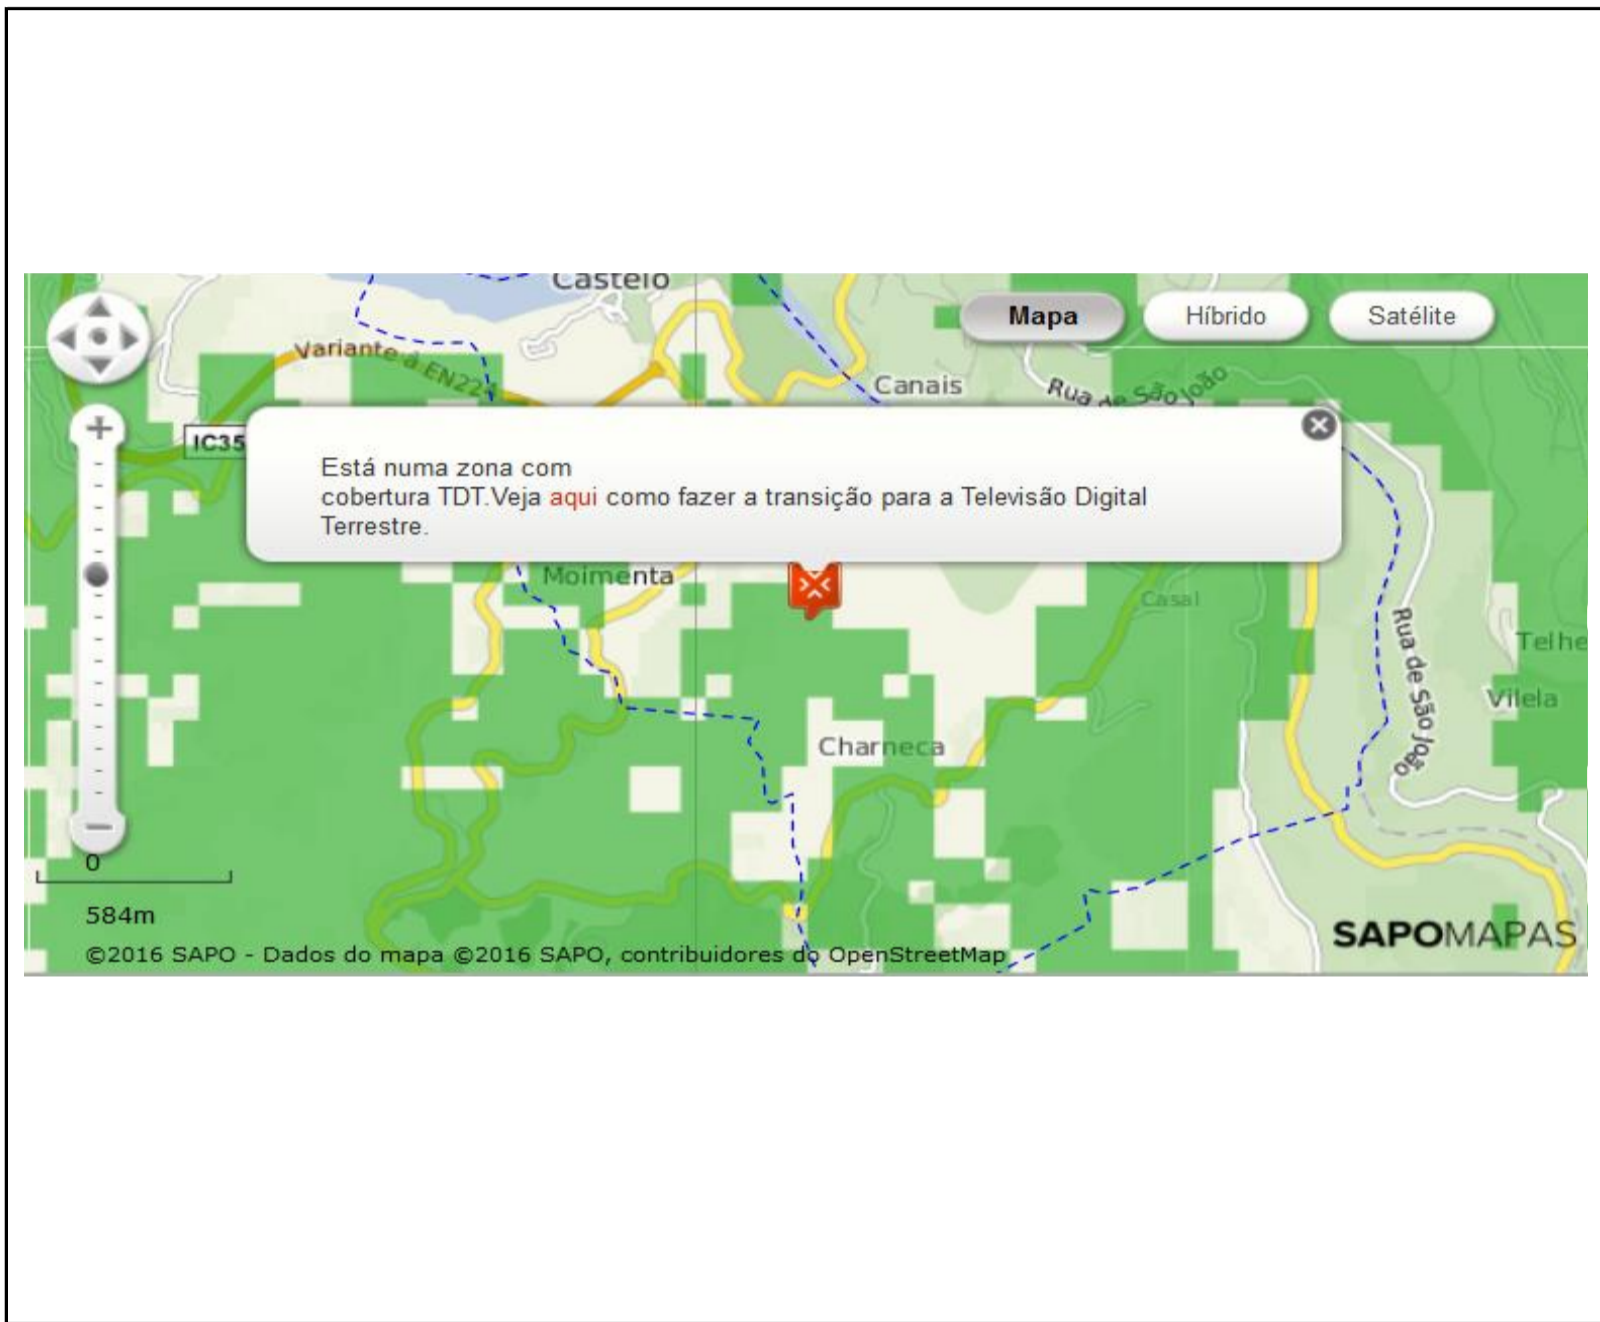 Castelo
Mapa
Híbrido
Satélite
Variante à EN224
Canais
Rua de São João
IC35
Está numa zona com
cobertura TDT.Veja aqui como fazer a transição para a Televisão Digital
Terrestre.
Moimenta
Casal
Rua de São João
Telhe
Vilela
Charneca
0
584m
SAPOMAPAS
©2016 SAPO - Dados do mapa ©2016 SAPO, contribuidores do OpenStreetMap